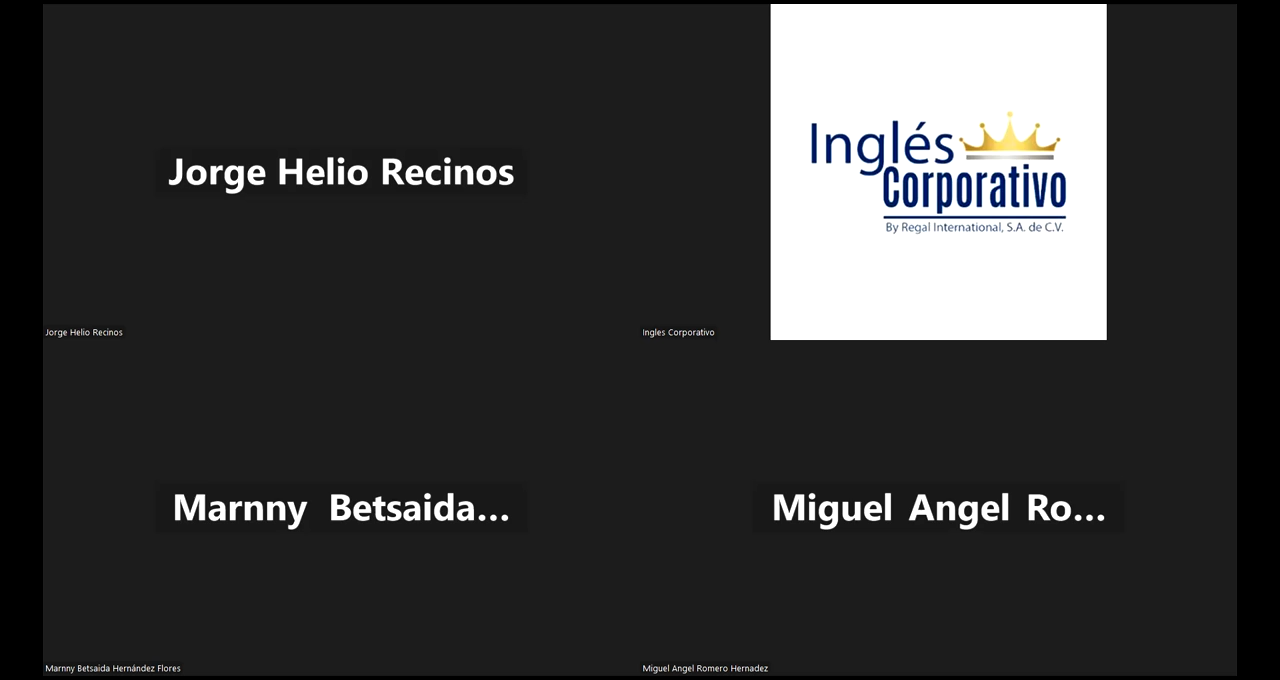 Jorge Helio Recinos
Jorge Helio Recinos
Inglés
Corporativo
By Regal International, S.A. de C.V.
Ingles Corporativo
Marnny Betsaida...
Marnny Betsaida Hernández Flores
Miguel Angel Ro...
Miguel Angel Romero Hernadez